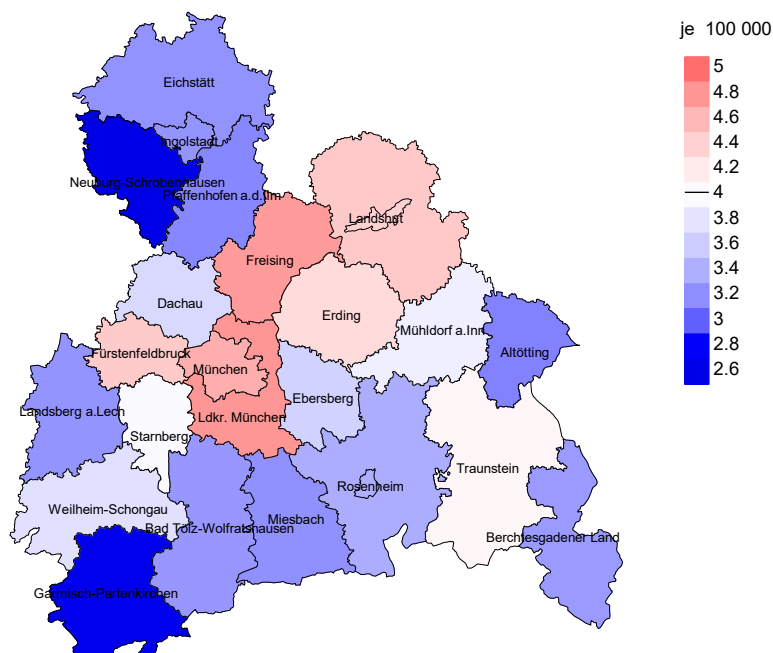 je 100 000
5
4.8
4.6
4.4
4.2
4
3.8
3.6
3.4
3.2
3
2.8
2.6
Eichstätt
Ingolstadt
Neuburg-Schrobenhausen
Pfaffenhofen a.d.Ilm
Landshut
Freising
Dachau
Erding
Mühldorf a.Inn
Altötting
Fürstenfeldbruck
München
Ebersberg
Landsberg a.Lech
Ldkr. München
Starnberg
Traunstein
Rosenheim
Weilheim-Schongau
Miesbach
Bad Tölz-Wolfratshausen
Berchtesgadener Land
Garmisch-Partenkirchen